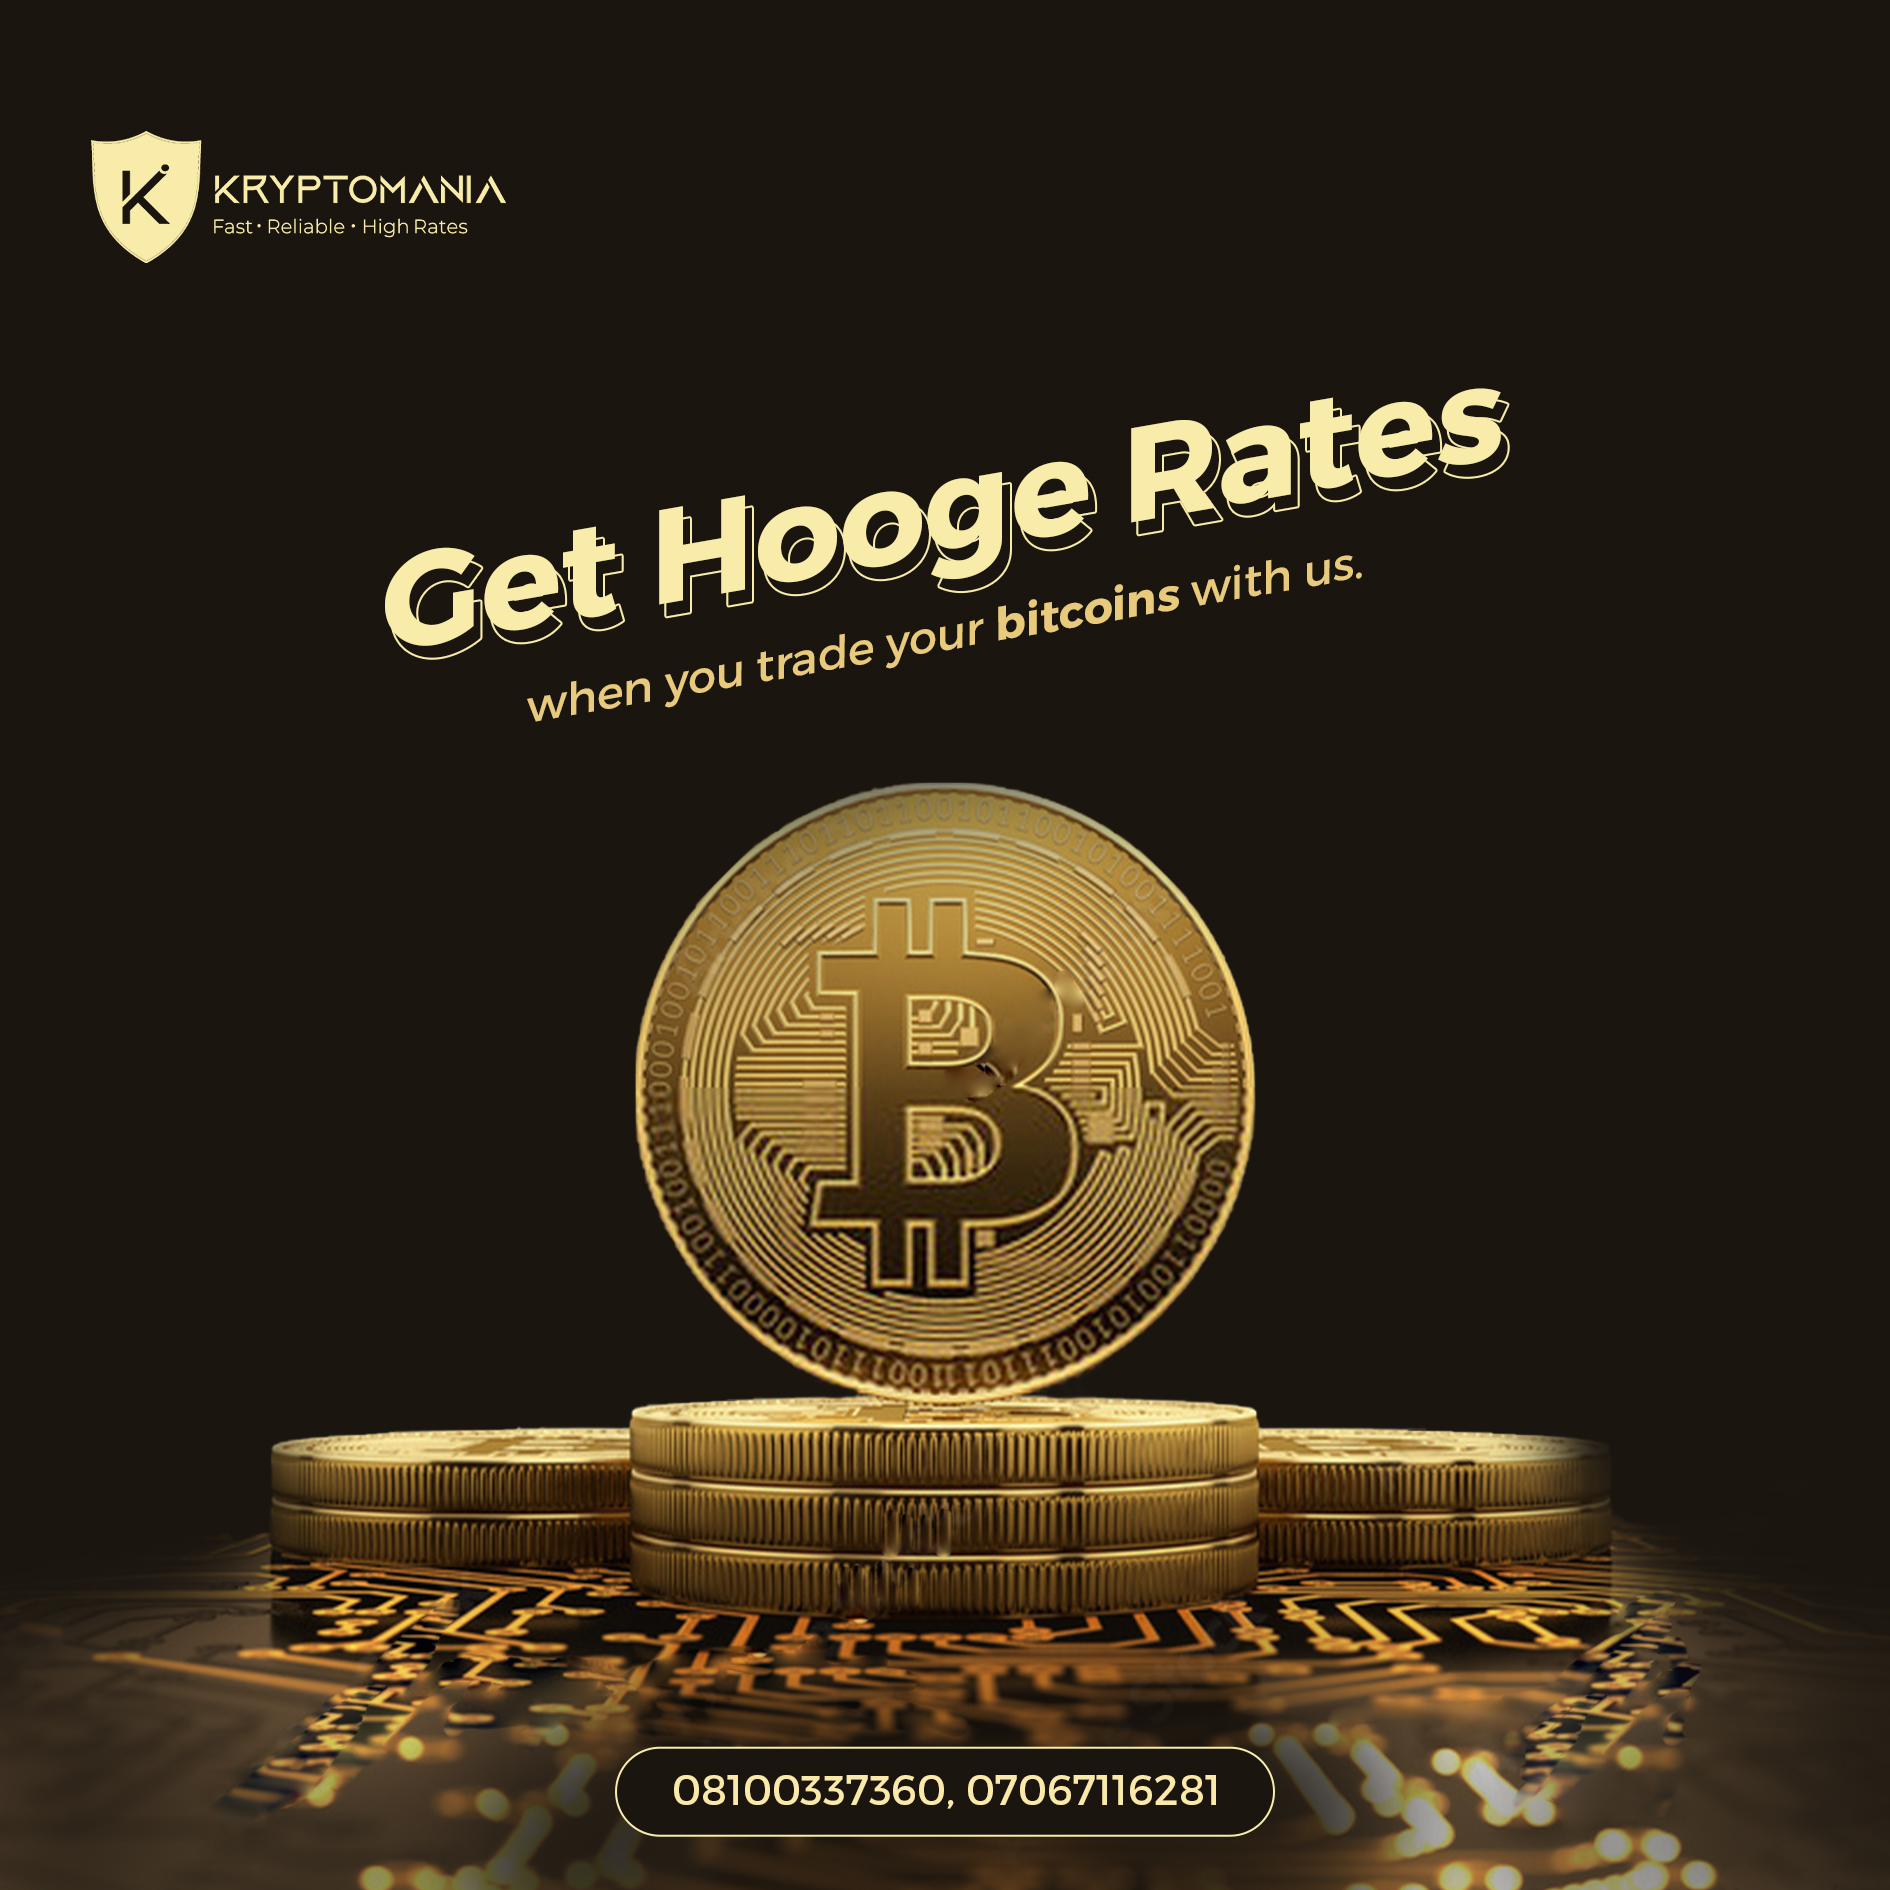 KRYPTOMANIA
Fast • Reliable • High Rates
Get Hooge Rates
when you trade your bitcoins with us.
08100337360, 07067116281